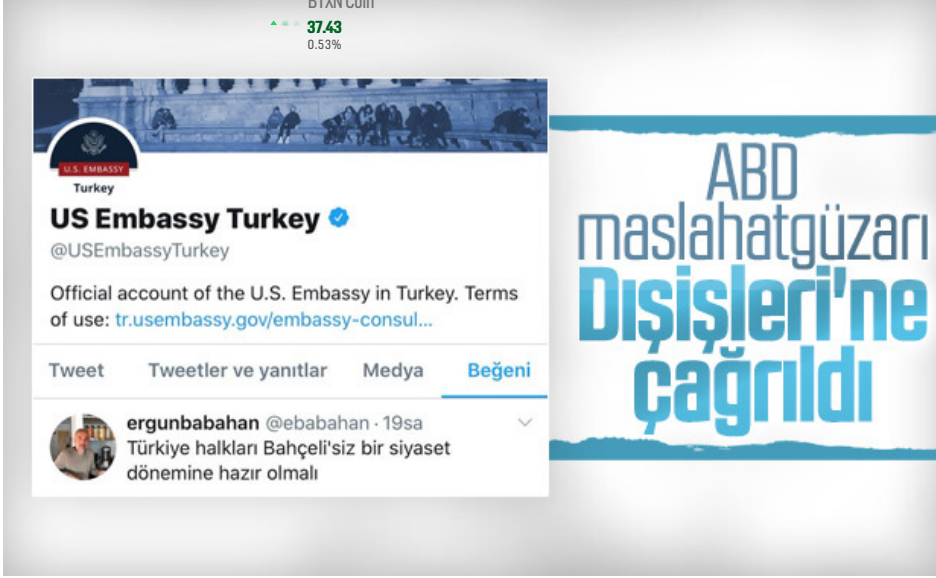 BTXN Coin
37.43
0.53%
U.S. EMBASSY
Turkey
US Embassy Turkey
@USEmbassyTurkey
Official account of the U.S. Embassy in Turkey. Terms
of use: tr.usembassy.gov/embassy-consul...
Tweet Tweetler ve yanıtlar Medya Beğeni
ergunbabahan @ebabahan · 19sa
Türkiye halkları Bahçeli'siz bir siyaset
dönemine hazır olmalı
ABD
maslahatgüzarı
Dışişleri'ne
çağrıldı